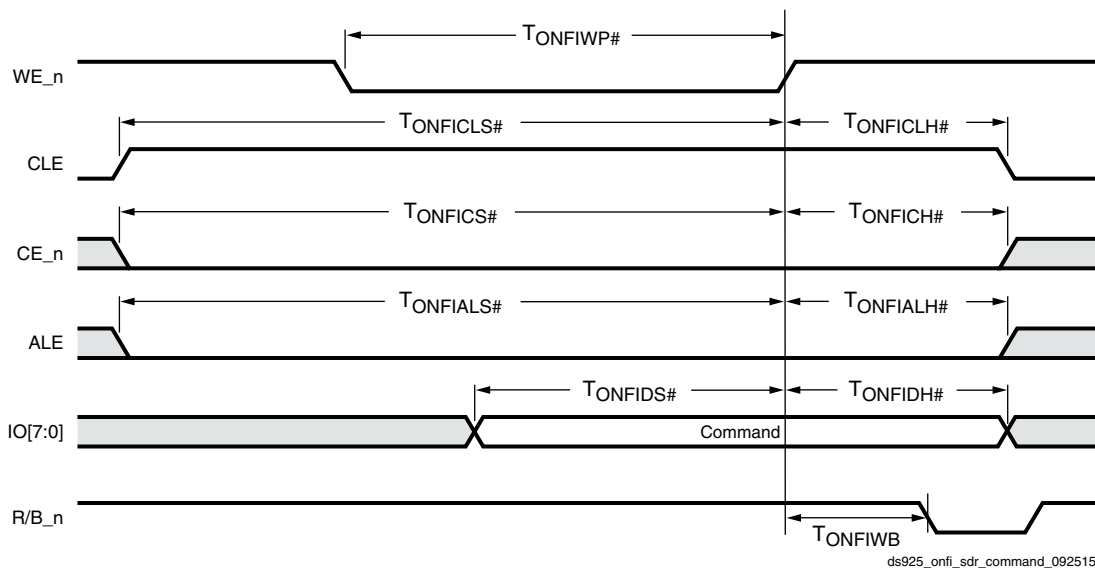 TONFIWP#
WE_n
TONFICLS# TONFICLH#
CLE
TONFICS# TONFICH#
CE_n
TONFIALS# TONFIALH#
ALE
TONFIDS# TONFIDH#
IO[7:0] Command
R/B_n
TONFIWB
ds925_onfi_sdr_command_092515